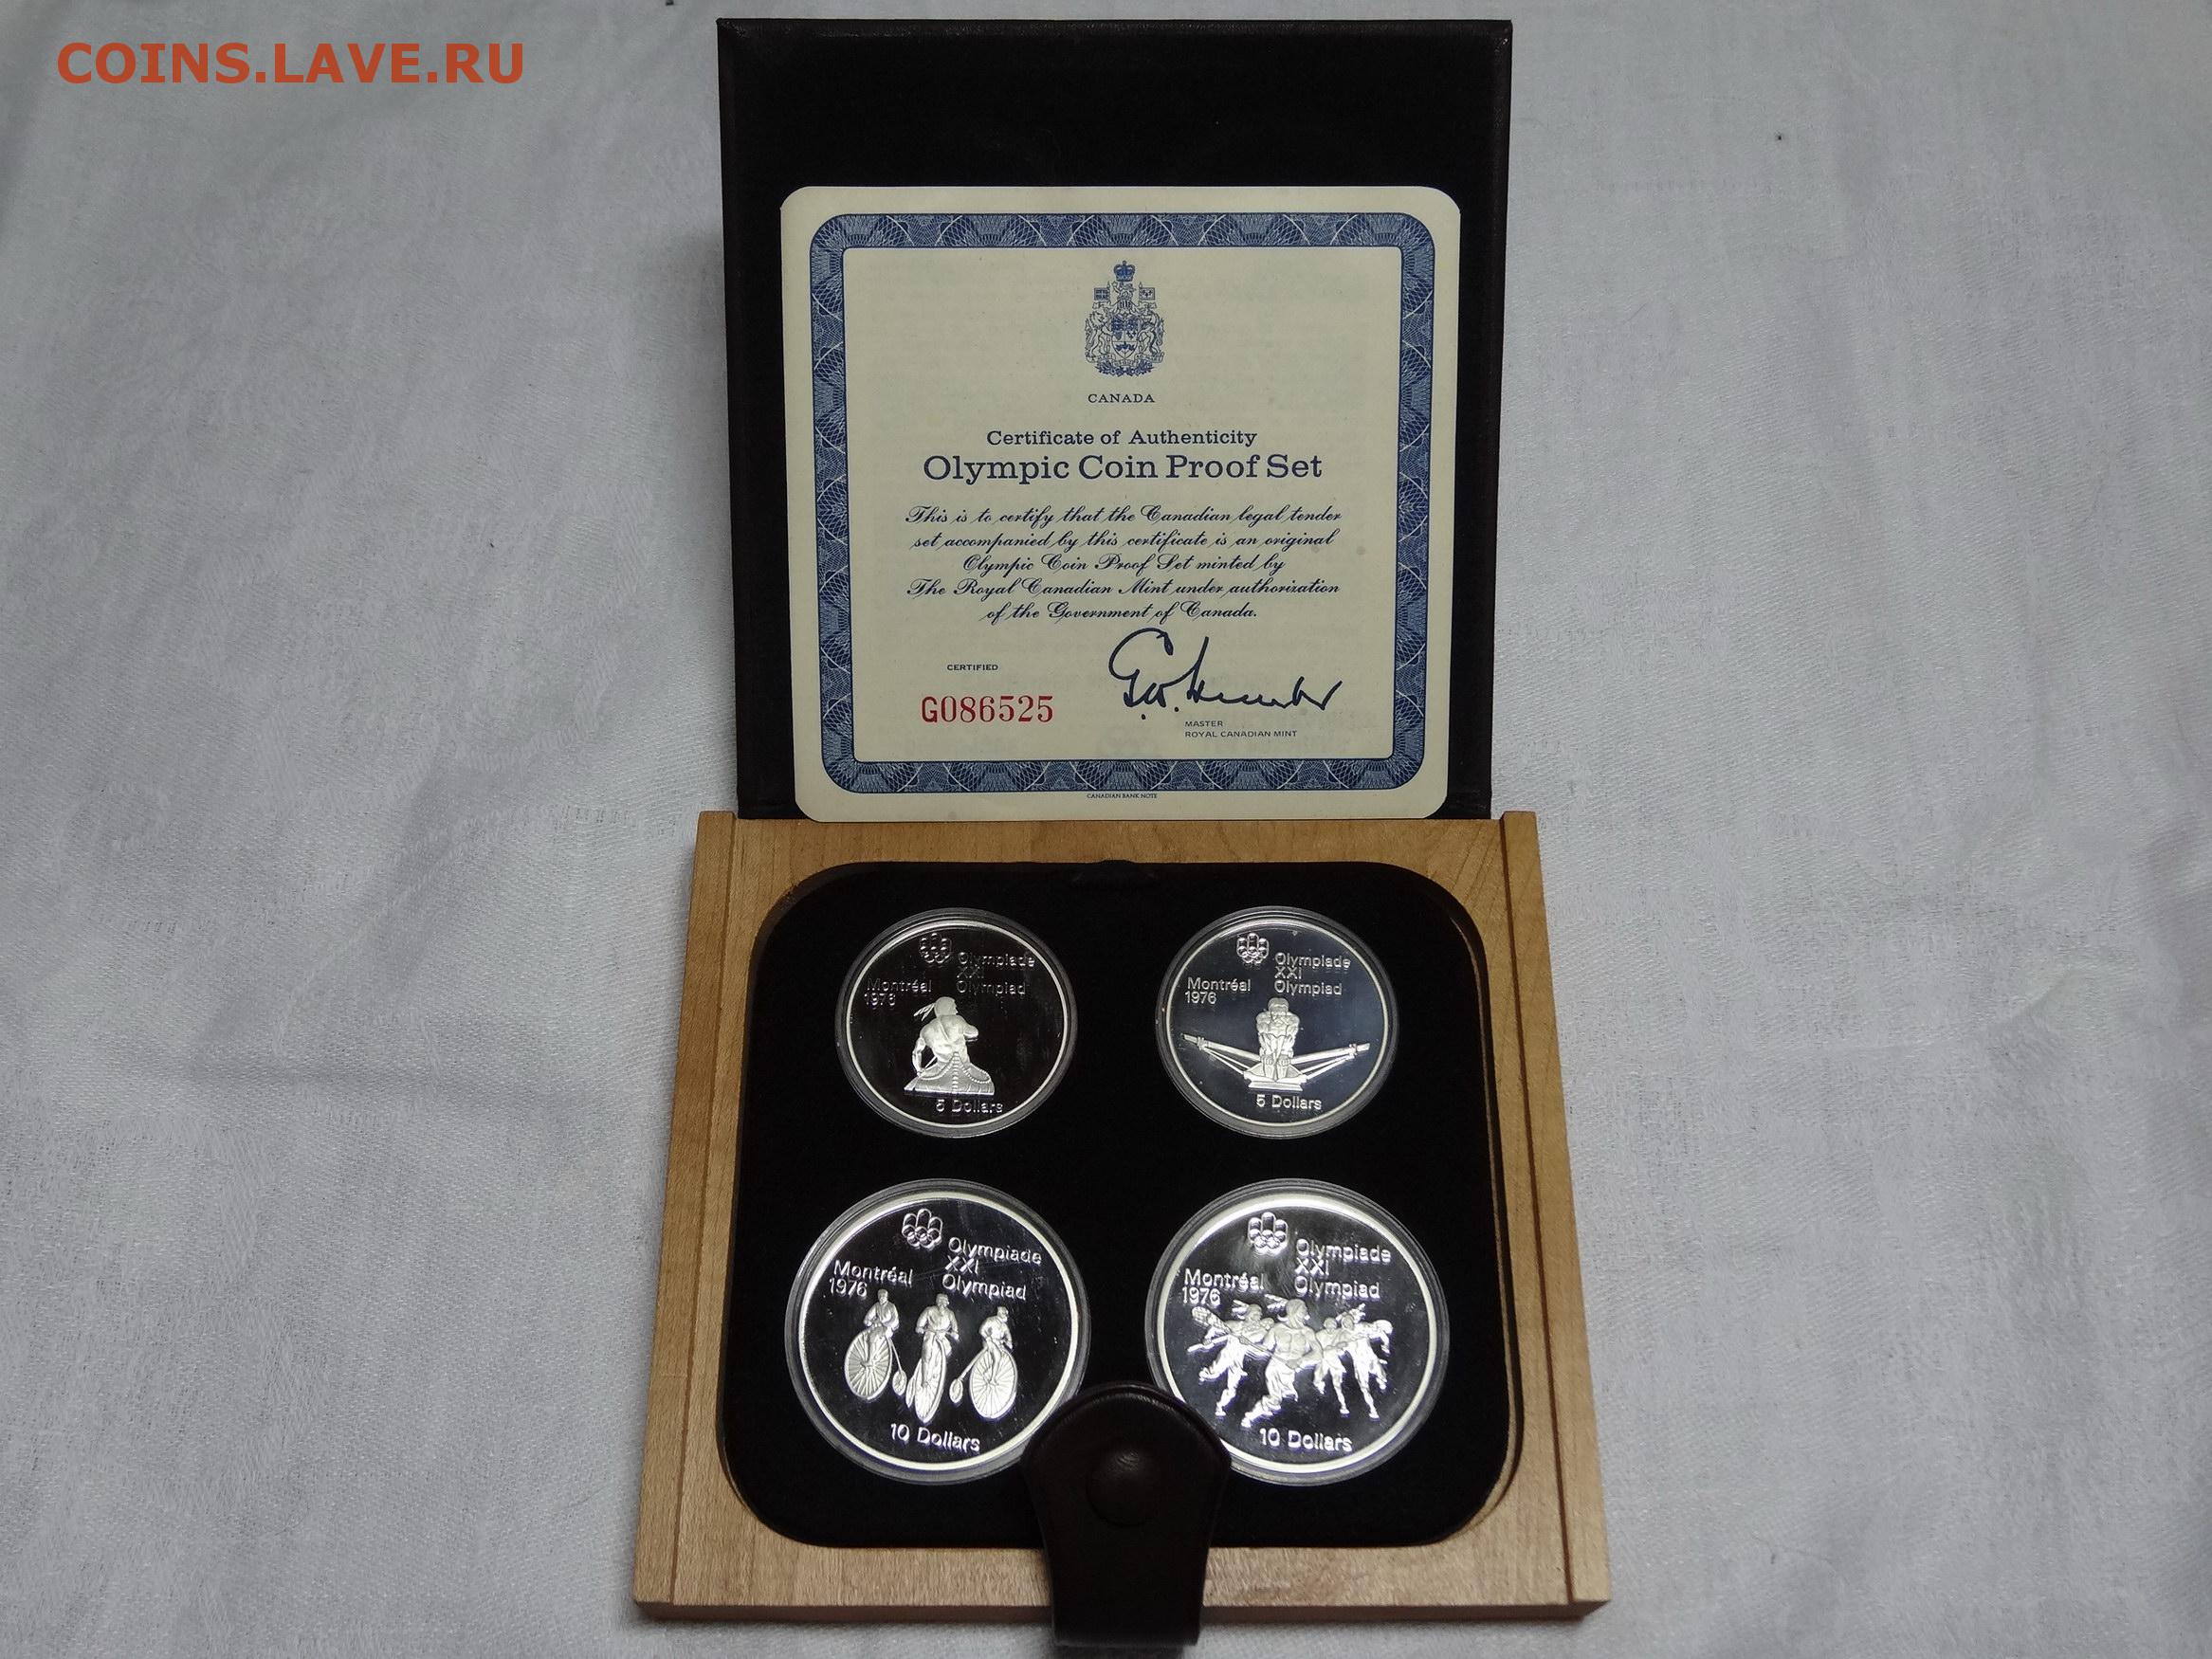 COINS.LAVE.RU
CANADA
Certificate of Authenticity
Olympic Coin Proof Set
This is to certify that the Canadian legal tender
set accompanied by this certificate is an original
Olympic Coin Proof Set minted by
The Royal Canadian Mint under authorization
of the Government of Canada.
CERTIFIED
G086525
MASTER
ROYAL CANADIAN MINT
CANADIAN BANK NOTE
Olympiade
XXI
Olympiad
Montréal
1976
5 Dollars
Olympiade
XXI
Olympiad
Montréal
1976
5 Dollars
Olympiade
XXI
Olympiad
Montréal
1976
10 Dollars
Olympiade
XXI
Olympiad
Montréal
1976
10 Dollars